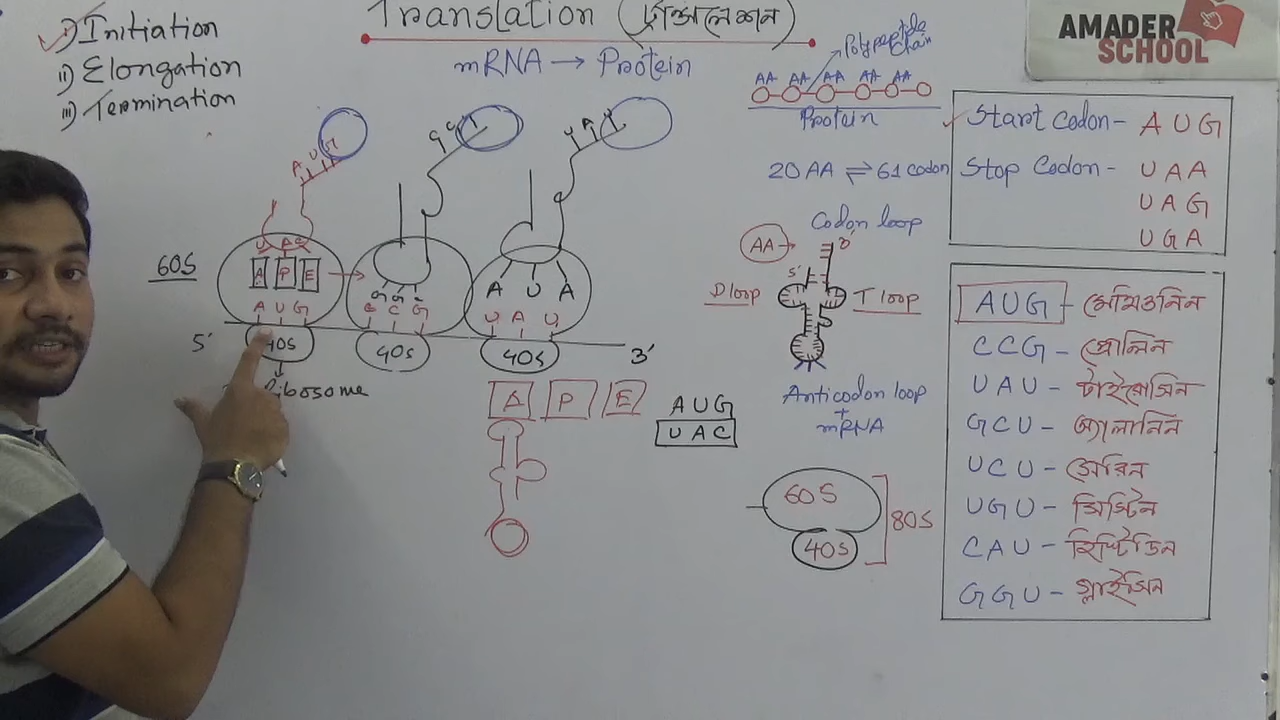 Translation (ট্রান্সলেশন)
mRNA → Protein
i) Initiation
ii) Elongation
iii) Termination
AMADER
SCHOOL
Polypeptide
Chain
AA AA AA AA AA
Protein
20 AA ⇌ 61 codon
Start codon - AUG
Stop Codon - UAA
UAG
UGA
60S
A P E
A U G
C C G
A U A
U A U
5′
40S
40S
40S
3′
Ribosome
A P E
AUG
UAC
Codon loop
AA
5′
D loop
T loop
Anticodon loop
+
mRNA
60S
40S
80S
AUG - মেথিওনিন
CCG - প্রোলিন
UAU - টাইরোসিন
GCU - অ্যালানিন
UCU - সেরিন
UGU - সিস্টিন
CAU - হিস্টিডিন
GGU - গ্লাইসিন